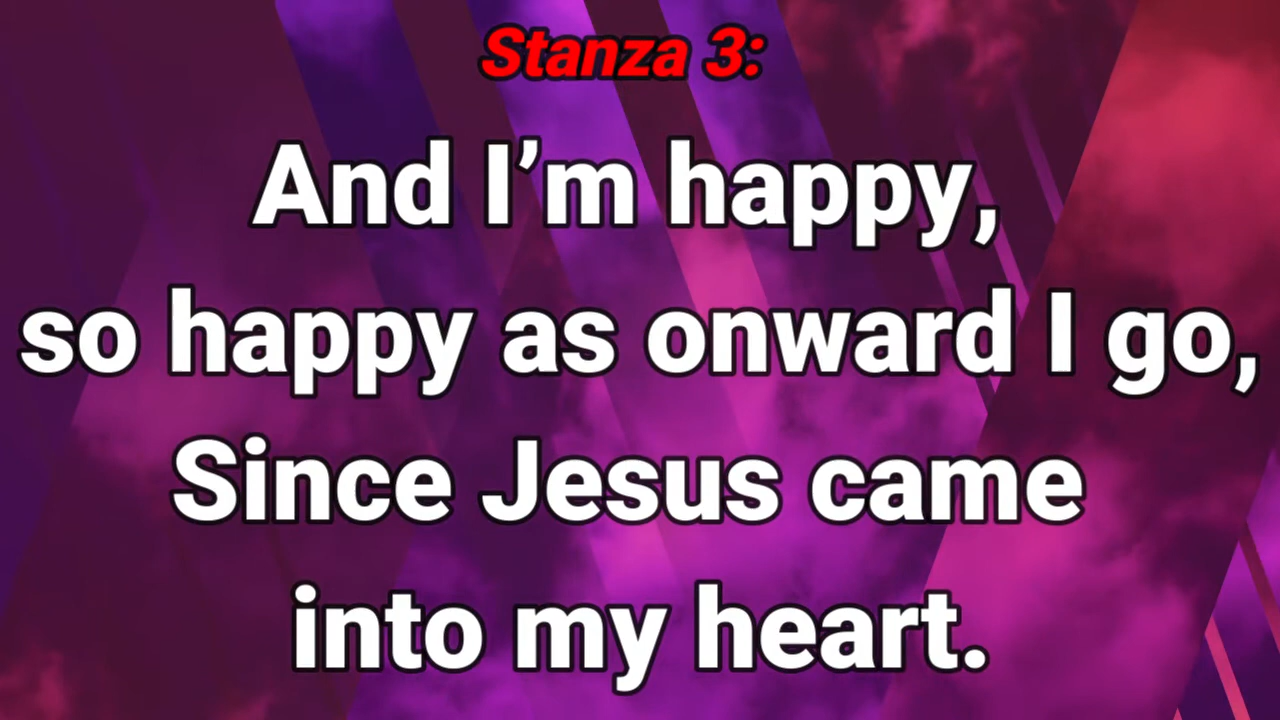 Stanza 3:
And I’m happy,
so happy as onward I go,
Since Jesus came
into my heart.